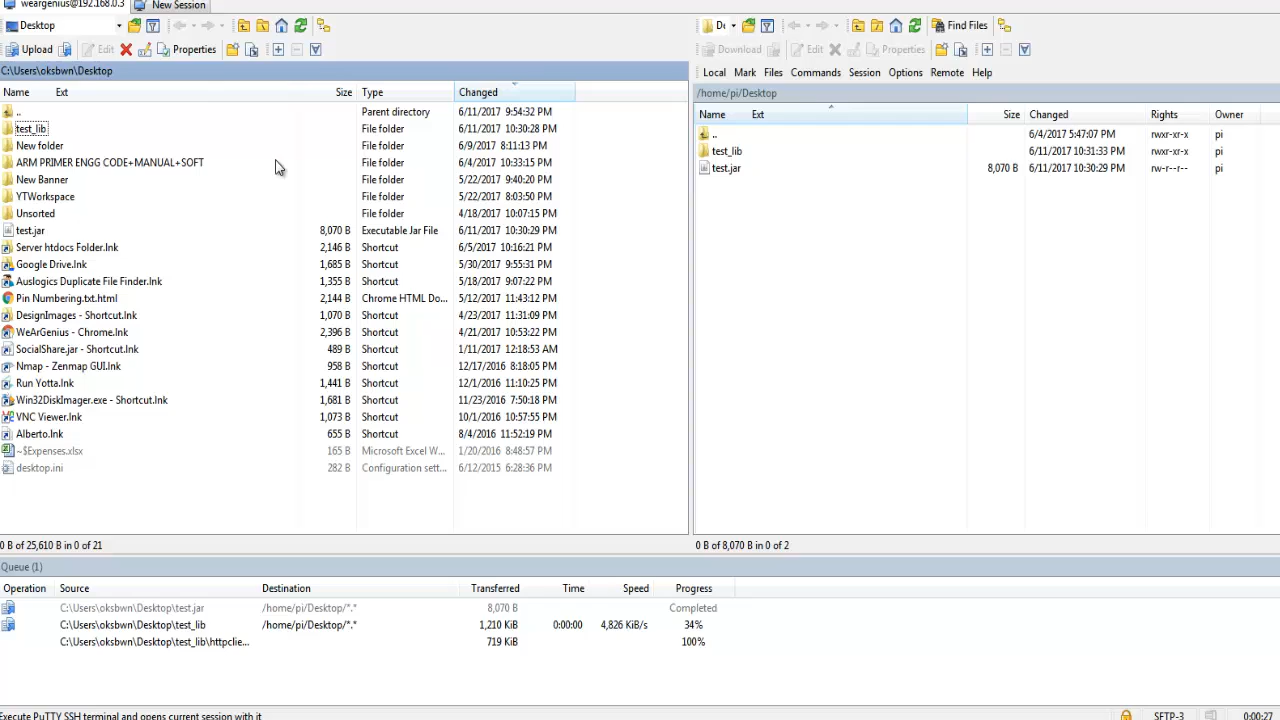 weargenius@192.168.0.3 New Session
Desktop
Upload Edit Properties
C:\Users\oksbwn\Desktop
Name Ext Size Type Changed
.. Parent directory 6/11/2017 9:54:32 PM
test_lib File folder 6/11/2017 10:30:28 PM
New folder File folder 6/9/2017 8:11:13 PM
ARM PRIMER ENGG CODE+MANUAL+SOFT File folder 6/4/2017 10:33:15 PM
New Banner File folder 5/22/2017 9:40:20 PM
YTWorkspace File folder 5/22/2017 8:03:50 PM
Unsorted File folder 4/18/2017 10:07:15 PM
test.jar 8,070 B Executable Jar File 6/11/2017 10:30:29 PM
Server htdocs Folder.lnk 2,146 B Shortcut 6/5/2017 10:16:21 PM
Google Drive.lnk 1,685 B Shortcut 5/30/2017 9:55:31 PM
Auslogics Duplicate File Finder.lnk 1,355 B Shortcut 5/18/2017 9:07:22 PM
Pin Numbering.txt.html 2,144 B Chrome HTML Do... 5/12/2017 11:43:12 PM
DesignImages - Shortcut.lnk 1,070 B Shortcut 4/23/2017 11:31:09 PM
WeArGenius - Chrome.lnk 2,396 B Shortcut 4/21/2017 10:53:22 PM
SocialShare.jar - Shortcut.lnk 489 B Shortcut 1/11/2017 12:18:53 AM
Nmap - Zenmap GUI.lnk 958 B Shortcut 12/17/2016 8:18:05 PM
Run Yotta.lnk 1,441 B Shortcut 12/1/2016 11:10:25 PM
Win32DiskImager.exe - Shortcut.lnk 1,681 B Shortcut 11/23/2016 7:50:18 PM
VNC Viewer.lnk 1,073 B Shortcut 10/1/2016 10:57:55 PM
Alberto.lnk 655 B Shortcut 8/4/2016 11:52:19 PM
~$Expenses.xlsx 165 B Microsoft Excel W... 1/20/2016 8:48:57 PM
desktop.ini 282 B Configuration sett... 6/12/2015 6:28:36 PM
0 B of 25,610 B in 0 of 21
De Find Files
Download Edit Properties
Local Mark Files Commands Session Options Remote Help
/home/pi/Desktop
Name Ext Size Changed Rights Owner
.. 6/4/2017 5:47:07 PM rwxr-xr-x pi
test_lib 6/11/2017 10:31:33 PM rwxr-xr-x pi
test.jar 8,070 B 6/11/2017 10:30:29 PM rw-r--r-- pi
0 B of 8,070 B in 0 of 2
Queue (1)
Operation Source Destination Transferred Time Speed Progress
C:\Users\oksbwn\Desktop\test.jar /home/pi/Desktop/*.* 8,070 B Completed
C:\Users\oksbwn\Desktop\test_lib /home/pi/Desktop/*.* 1,210 KiB 0:00:00 4,826 KiB/s 34%
C:\Users\oksbwn\Desktop\test_lib\httpclie... 719 KiB 100%
Execute PuTTY SSH terminal and opens current session with it SFTP-3 0:00:27